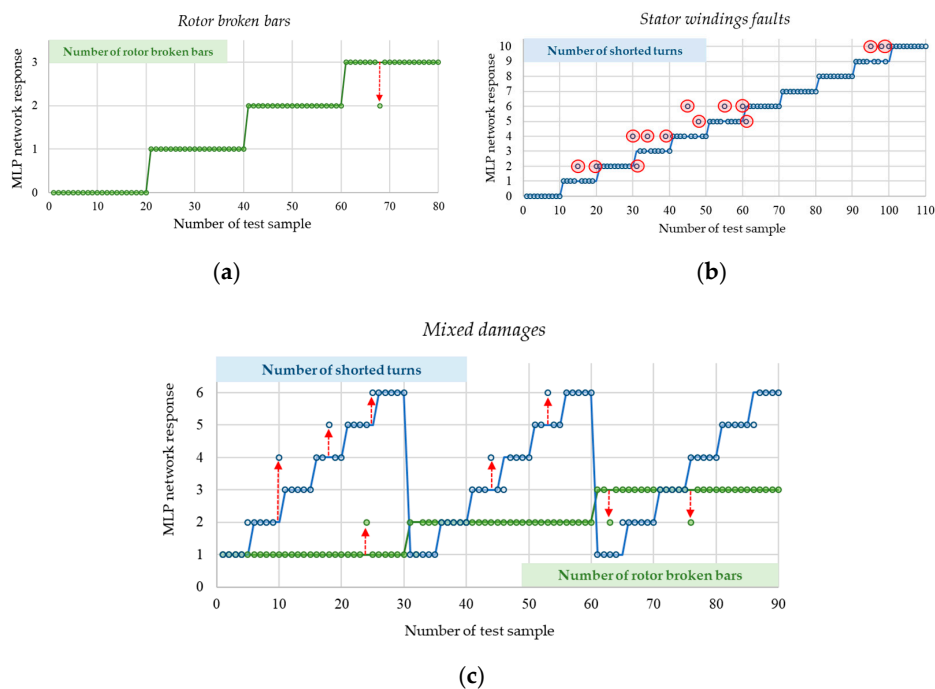 Rotor broken bars
Number of rotor broken bars
MLP network response
3
2
1
0
0 10 20 30 40 50 60 70 80
Number of test sample
(a)
Stator windings faults
Number of shorted turns
MLP network response
10
9
8
7
6
5
4
3
2
1
0
0 10 20 30 40 50 60 70 80 90 100 110
Number of test sample
(b)
Mixed damages
Number of shorted turns
MLP network response
6
5
4
3
2
1
0
Number of rotor broken bars
0 10 20 30 40 50 60 70 80 90
Number of test sample
(c)